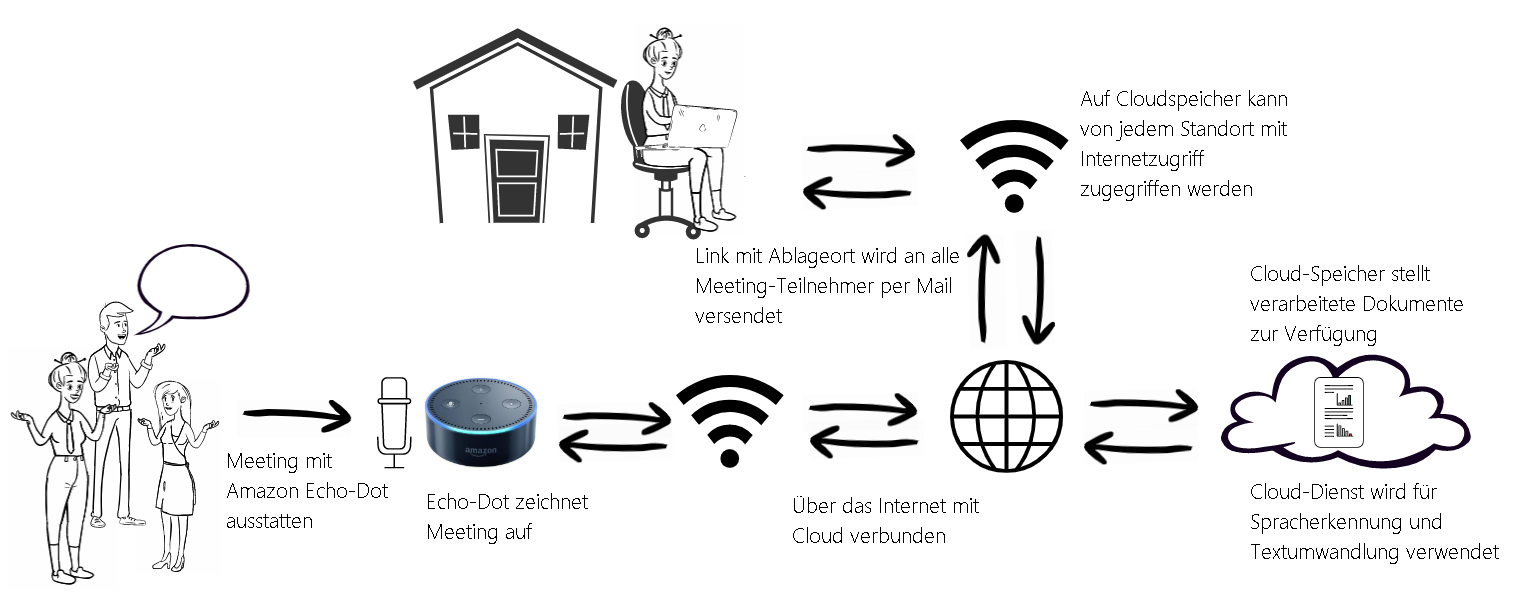 Auf Cloudspeicher kann
von jedem Standort mit
Internetzugriff
zugegriffen werden
Link mit Ablageort wird an alle
Meeting-Teilnehmer per Mail
versendet
Cloud-Speicher stellt
verarbeitete Dokumente
zur Verfügung
Meeting mit
Amazon Echo-Dot
ausstatten
amazon
Echo-Dot zeichnet
Meeting auf
Über das Internet mit
Cloud verbunden
Cloud-Dienst wird für
Spracherkennung und
Textumwandlung verwendet